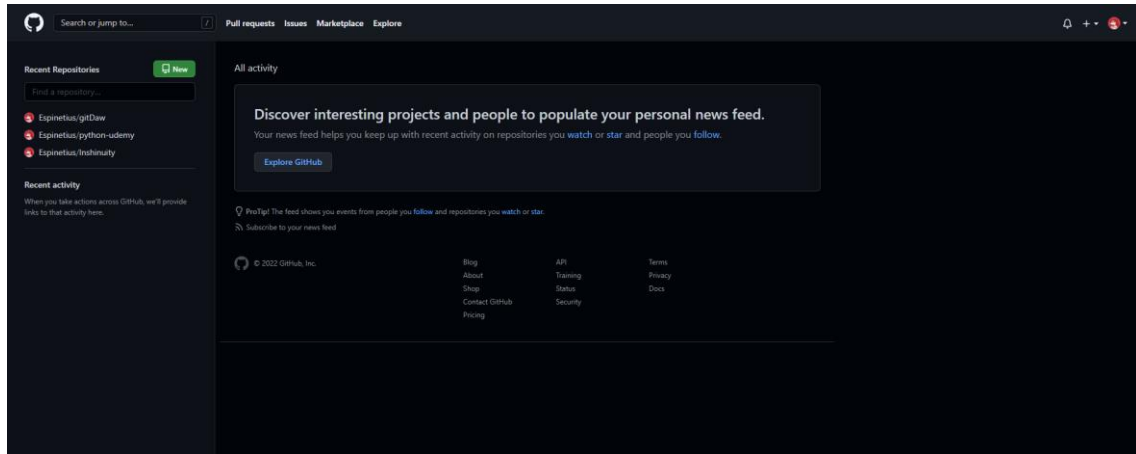 Search or jump to... /
Pull requests Issues Marketplace Explore
Recent Repositories
New
Find a repository...
Espinetius/gitDaw
Espinetius/python-udemy
Espinetius/Inshinuity
Recent activity
When you take actions across GitHub, we'll provide
links to that activity here.
All activity
Discover interesting projects and people to populate your personal news feed.
Your news feed helps you keep up with recent activity on repositories you watch or star and people you follow.
Explore GitHub
ProTip! The feed shows you events from people you follow and repositories you watch or star.
Subscribe to your news feed
© 2022 GitHub, Inc.
Blog
About
Shop
Contact GitHub
Pricing
API
Training
Status
Security
Terms
Privacy
Docs